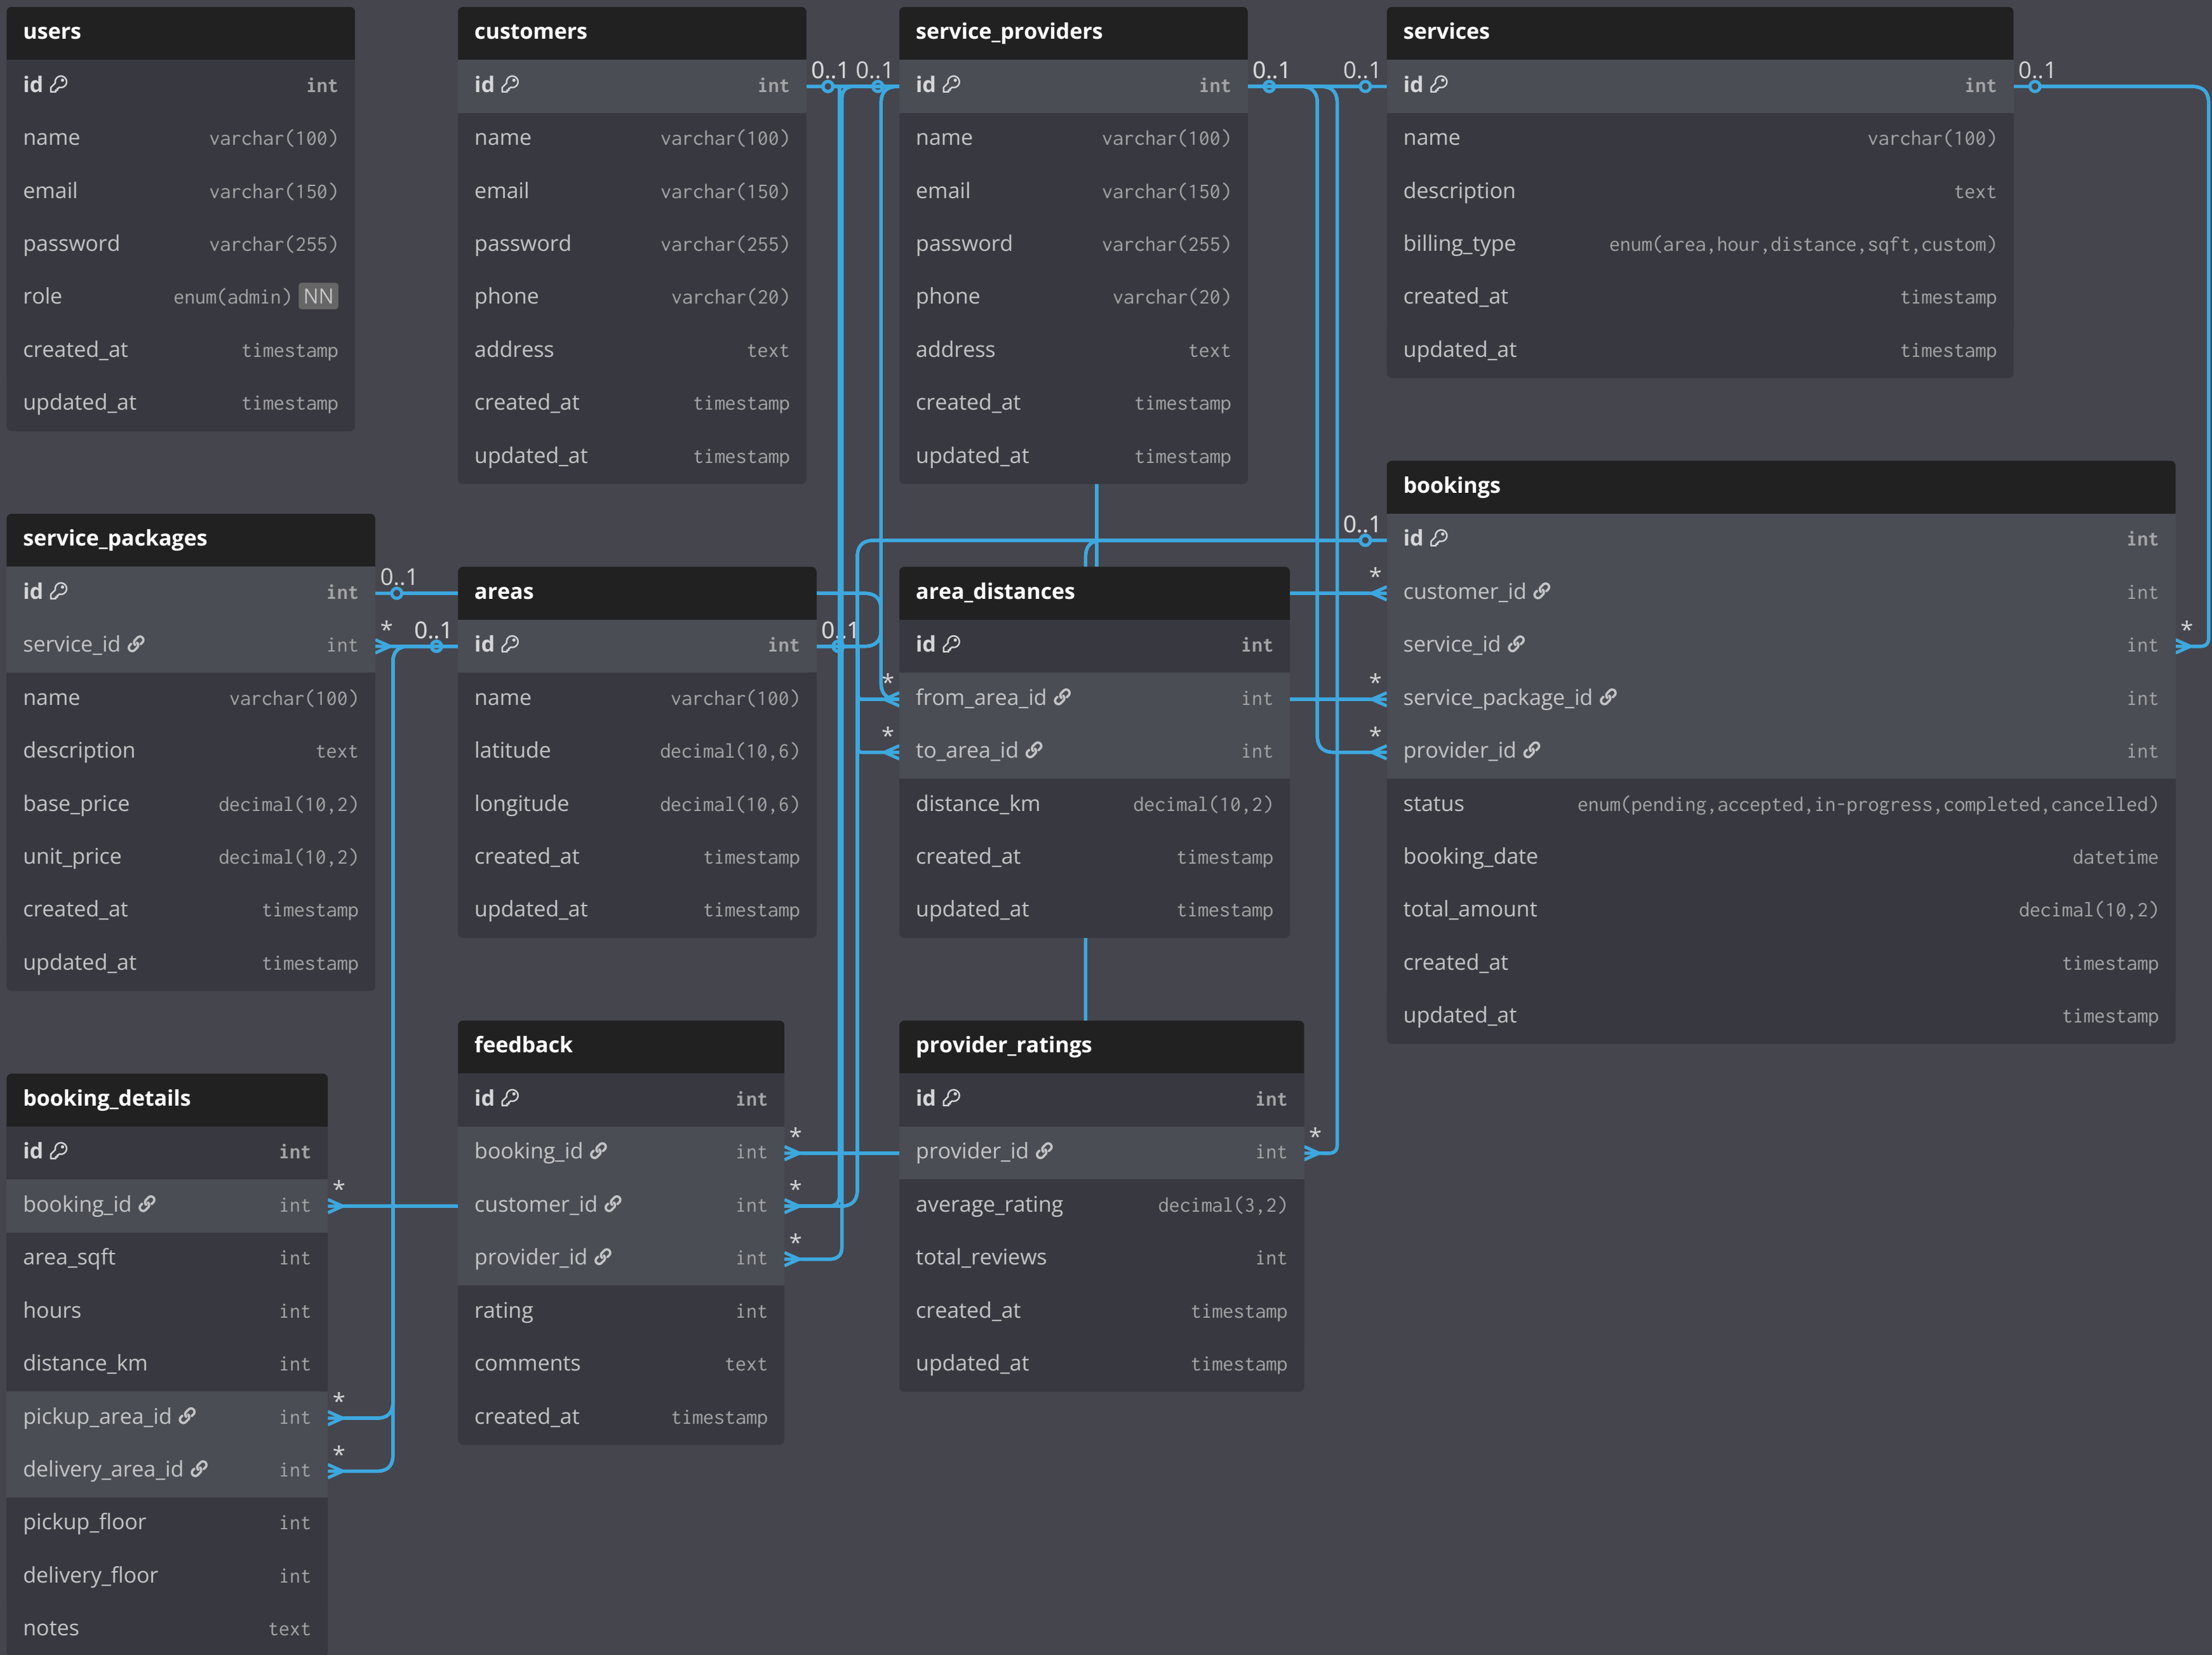 users
id int
name varchar(100)
email varchar(150)
password varchar(255)
role enum(admin) NN
created_at timestamp
updated_at timestamp
customers
id int
name varchar(100)
email varchar(150)
password varchar(255)
phone varchar(20)
address text
created_at timestamp
updated_at timestamp
0..1 0..1
service_providers
id int
name varchar(100)
email varchar(150)
password varchar(255)
phone varchar(20)
address text
created_at timestamp
updated_at timestamp
0..1 0..1
services
id int
name varchar(100)
description text
billing_type enum(area,hour,distance,sqft,custom)
created_at timestamp
updated_at timestamp
0..1
service_packages
id int
service_id int
name varchar(100)
description text
base_price decimal(10,2)
unit_price decimal(10,2)
created_at timestamp
updated_at timestamp
0..1
* 0..1
areas
id int
name varchar(100)
latitude decimal(10,6)
longitude decimal(10,6)
created_at timestamp
updated_at timestamp
0..1
*
*
area_distances
id int
from_area_id int
to_area_id int
distance_km decimal(10,2)
created_at timestamp
updated_at timestamp
0..1
*
*
*
bookings
id int
customer_id int
service_id int
service_package_id int
provider_id int
status enum(pending,accepted,in-progress,completed,cancelled)
booking_date datetime
total_amount decimal(10,2)
created_at timestamp
updated_at timestamp
*
booking_details
id int
booking_id int
area_sqft int
hours int
distance_km int
pickup_area_id int
delivery_area_id int
pickup_floor int
delivery_floor int
notes text
*
*
*
feedback
id int
booking_id int
customer_id int
provider_id int
rating int
comments text
created_at timestamp
*
*
*
provider_ratings
id int
provider_id int
average_rating decimal(3,2)
total_reviews int
created_at timestamp
updated_at timestamp
*